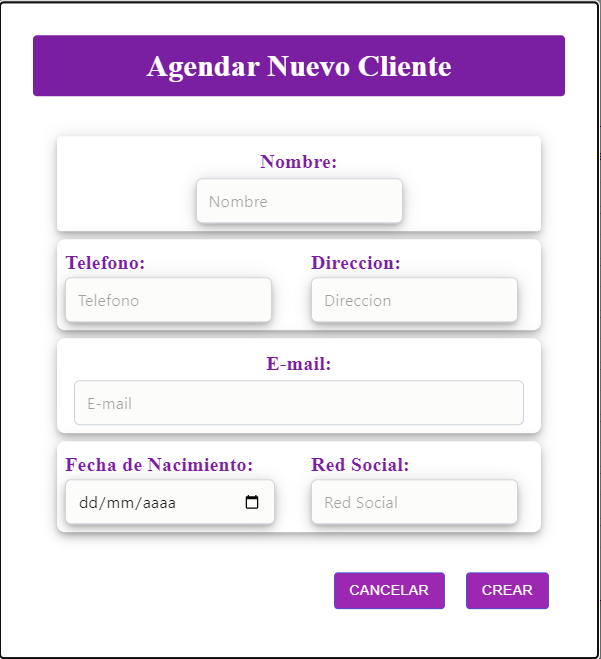 Agendar Nuevo Cliente
Nombre:
Nombre
Telefono: Direccion:
Telefono Direccion
E-mail:
E-mail
Fecha de Nacimiento: Red Social:
dd/mm/aaaa Red Social
CANCELAR CREAR